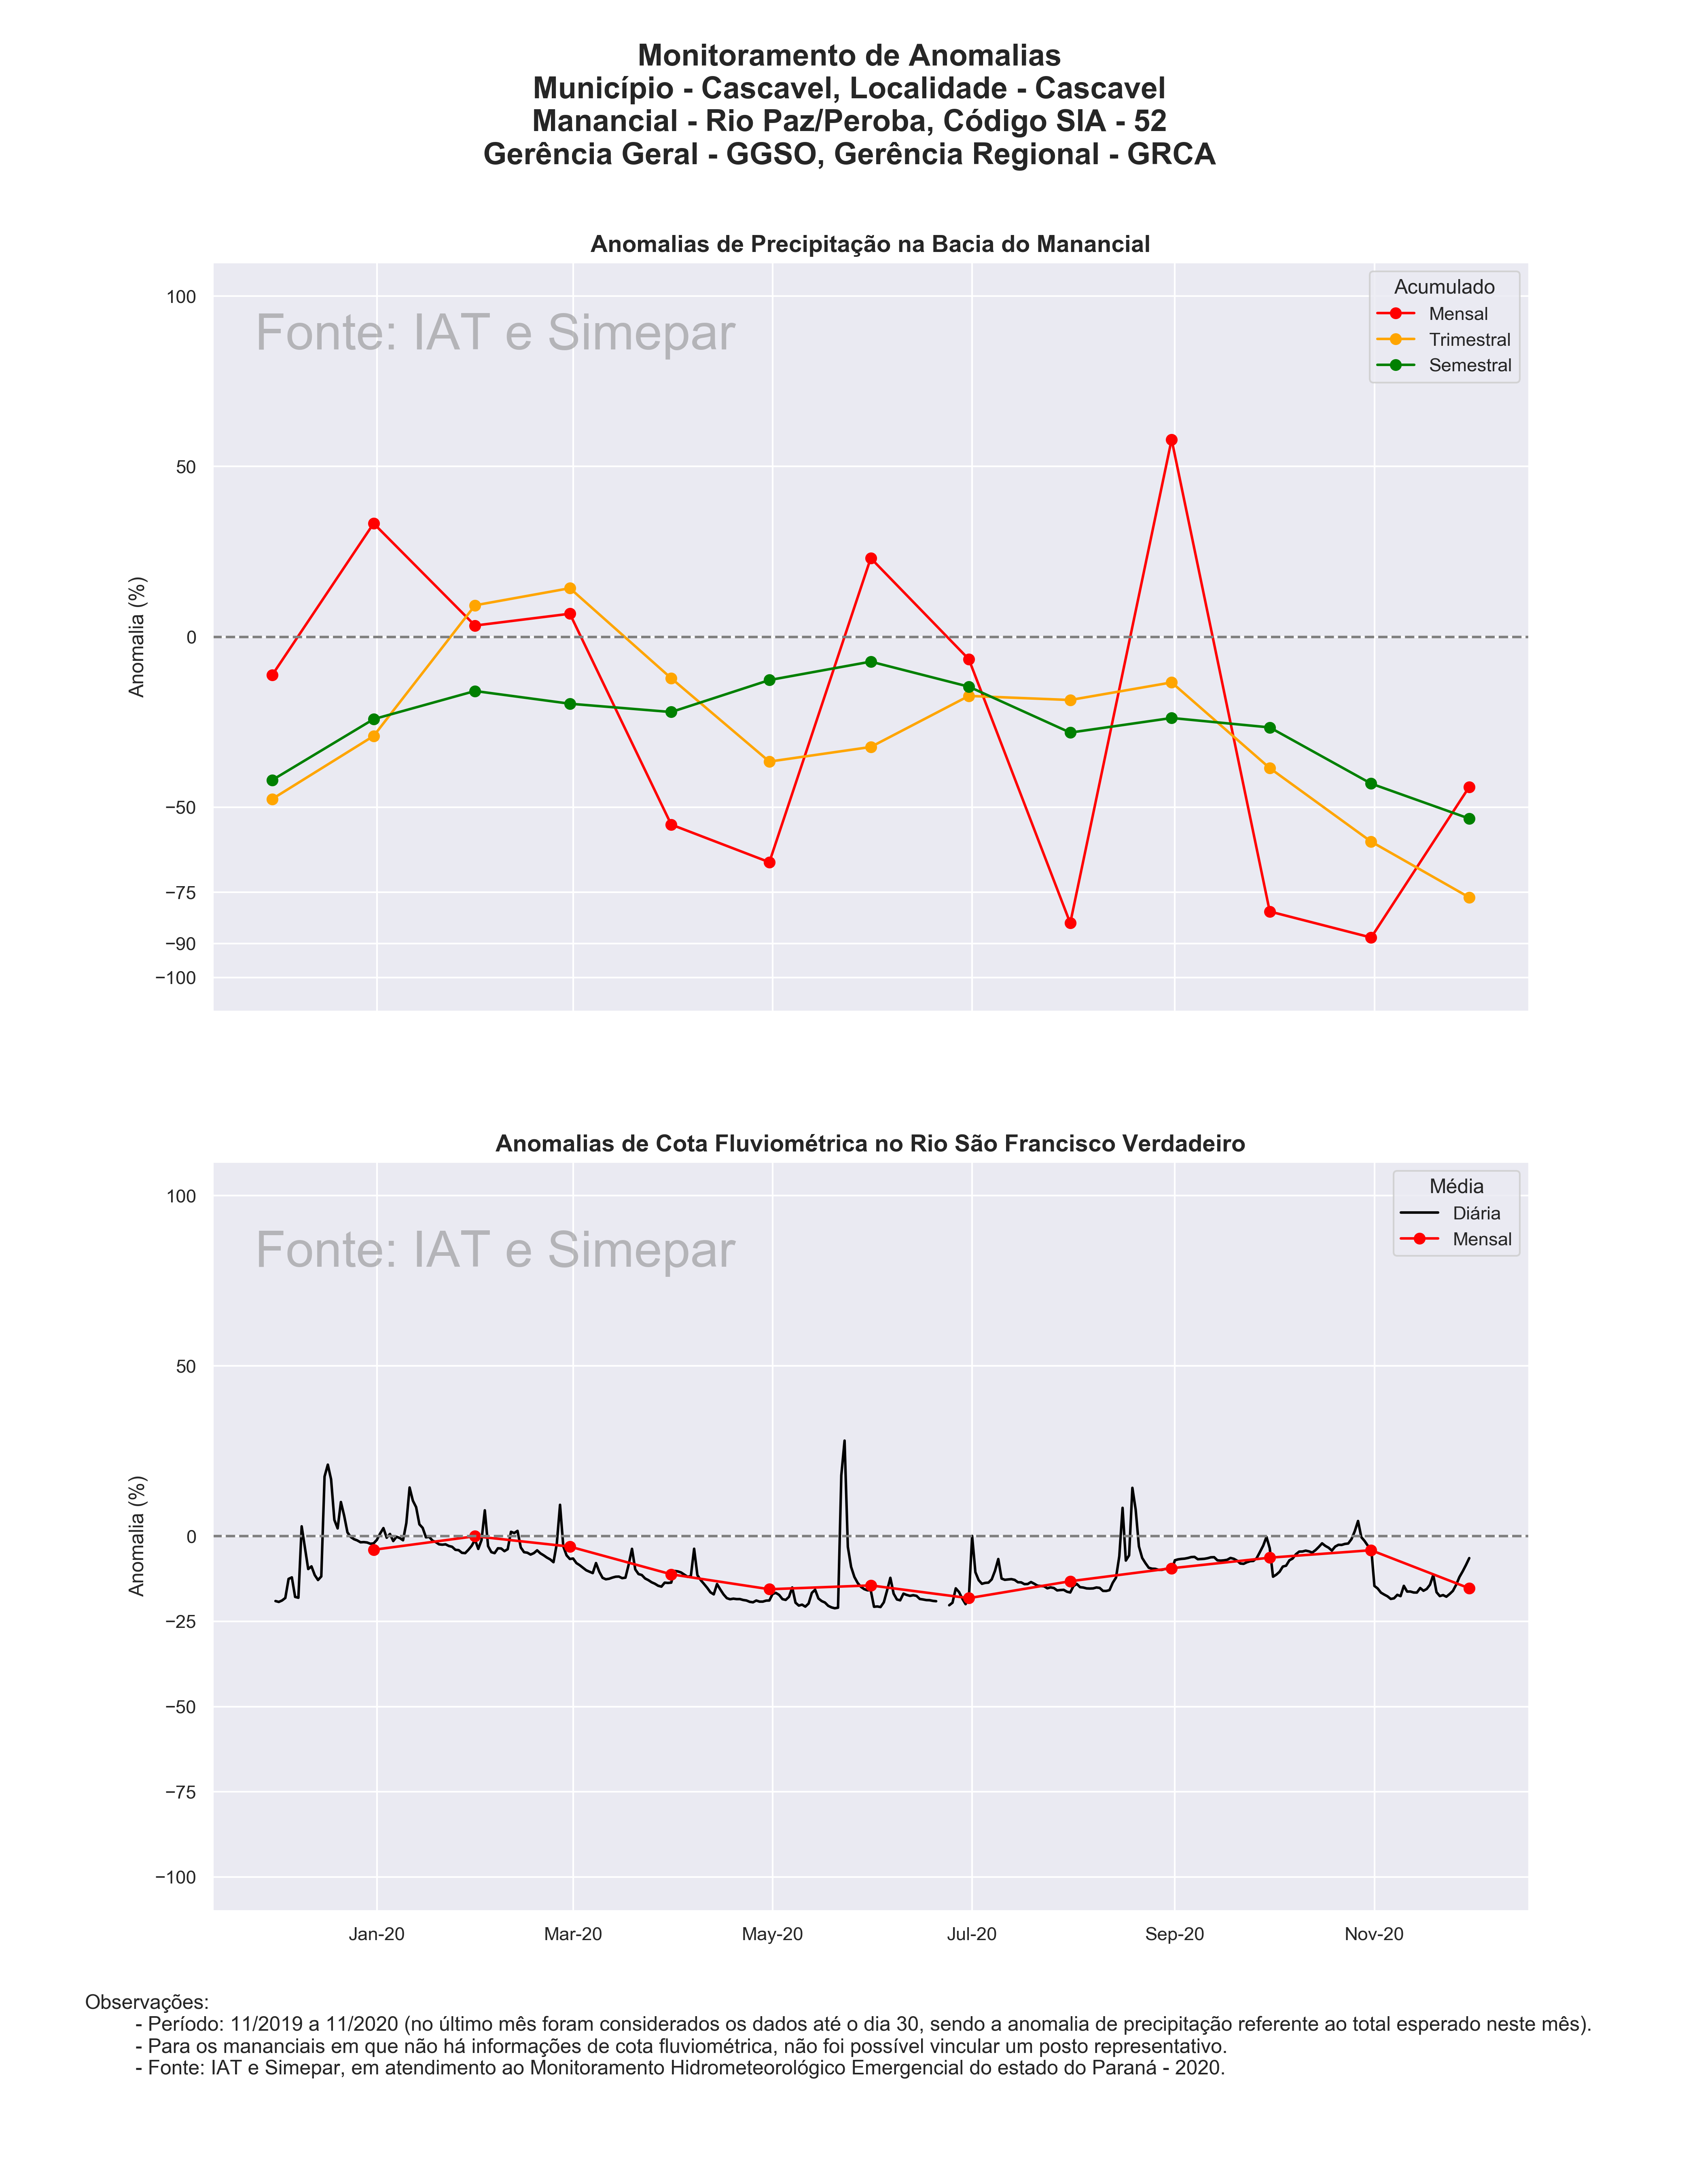 Monitoramento de Anomalias
Município - Cascavel, Localidade - Cascavel
Manancial - Rio Paz/Peroba, Código SIA - 52
Gerência Geral - GGSO, Gerência Regional - GRCA
Anomalias de Precipitação na Bacia do Manancial
Fonte: IAT e Simepar
Acumulado
Mensal
Trimestral
Semestral
Anomalia (%)
100
50
0
−50
−75
−90
−100
Anomalias de Cota Fluviométrica no Rio São Francisco Verdadeiro
Fonte: IAT e Simepar
Média
Diária
Mensal
Anomalia (%)
100
50
0
−25
−50
−75
−100
Jan-20 Mar-20 May-20 Jul-20 Sep-20 Nov-20
Observações:
- Período: 11/2019 a 11/2020 (no último mês foram considerados os dados até o dia 30, sendo a anomalia de precipitação referente ao total esperado neste mês).
- Para os mananciais em que não há informações de cota fluviométrica, não foi possível vincular um posto representativo.
- Fonte: IAT e Simepar, em atendimento ao Monitoramento Hidrometeorológico Emergencial do estado do Paraná - 2020.